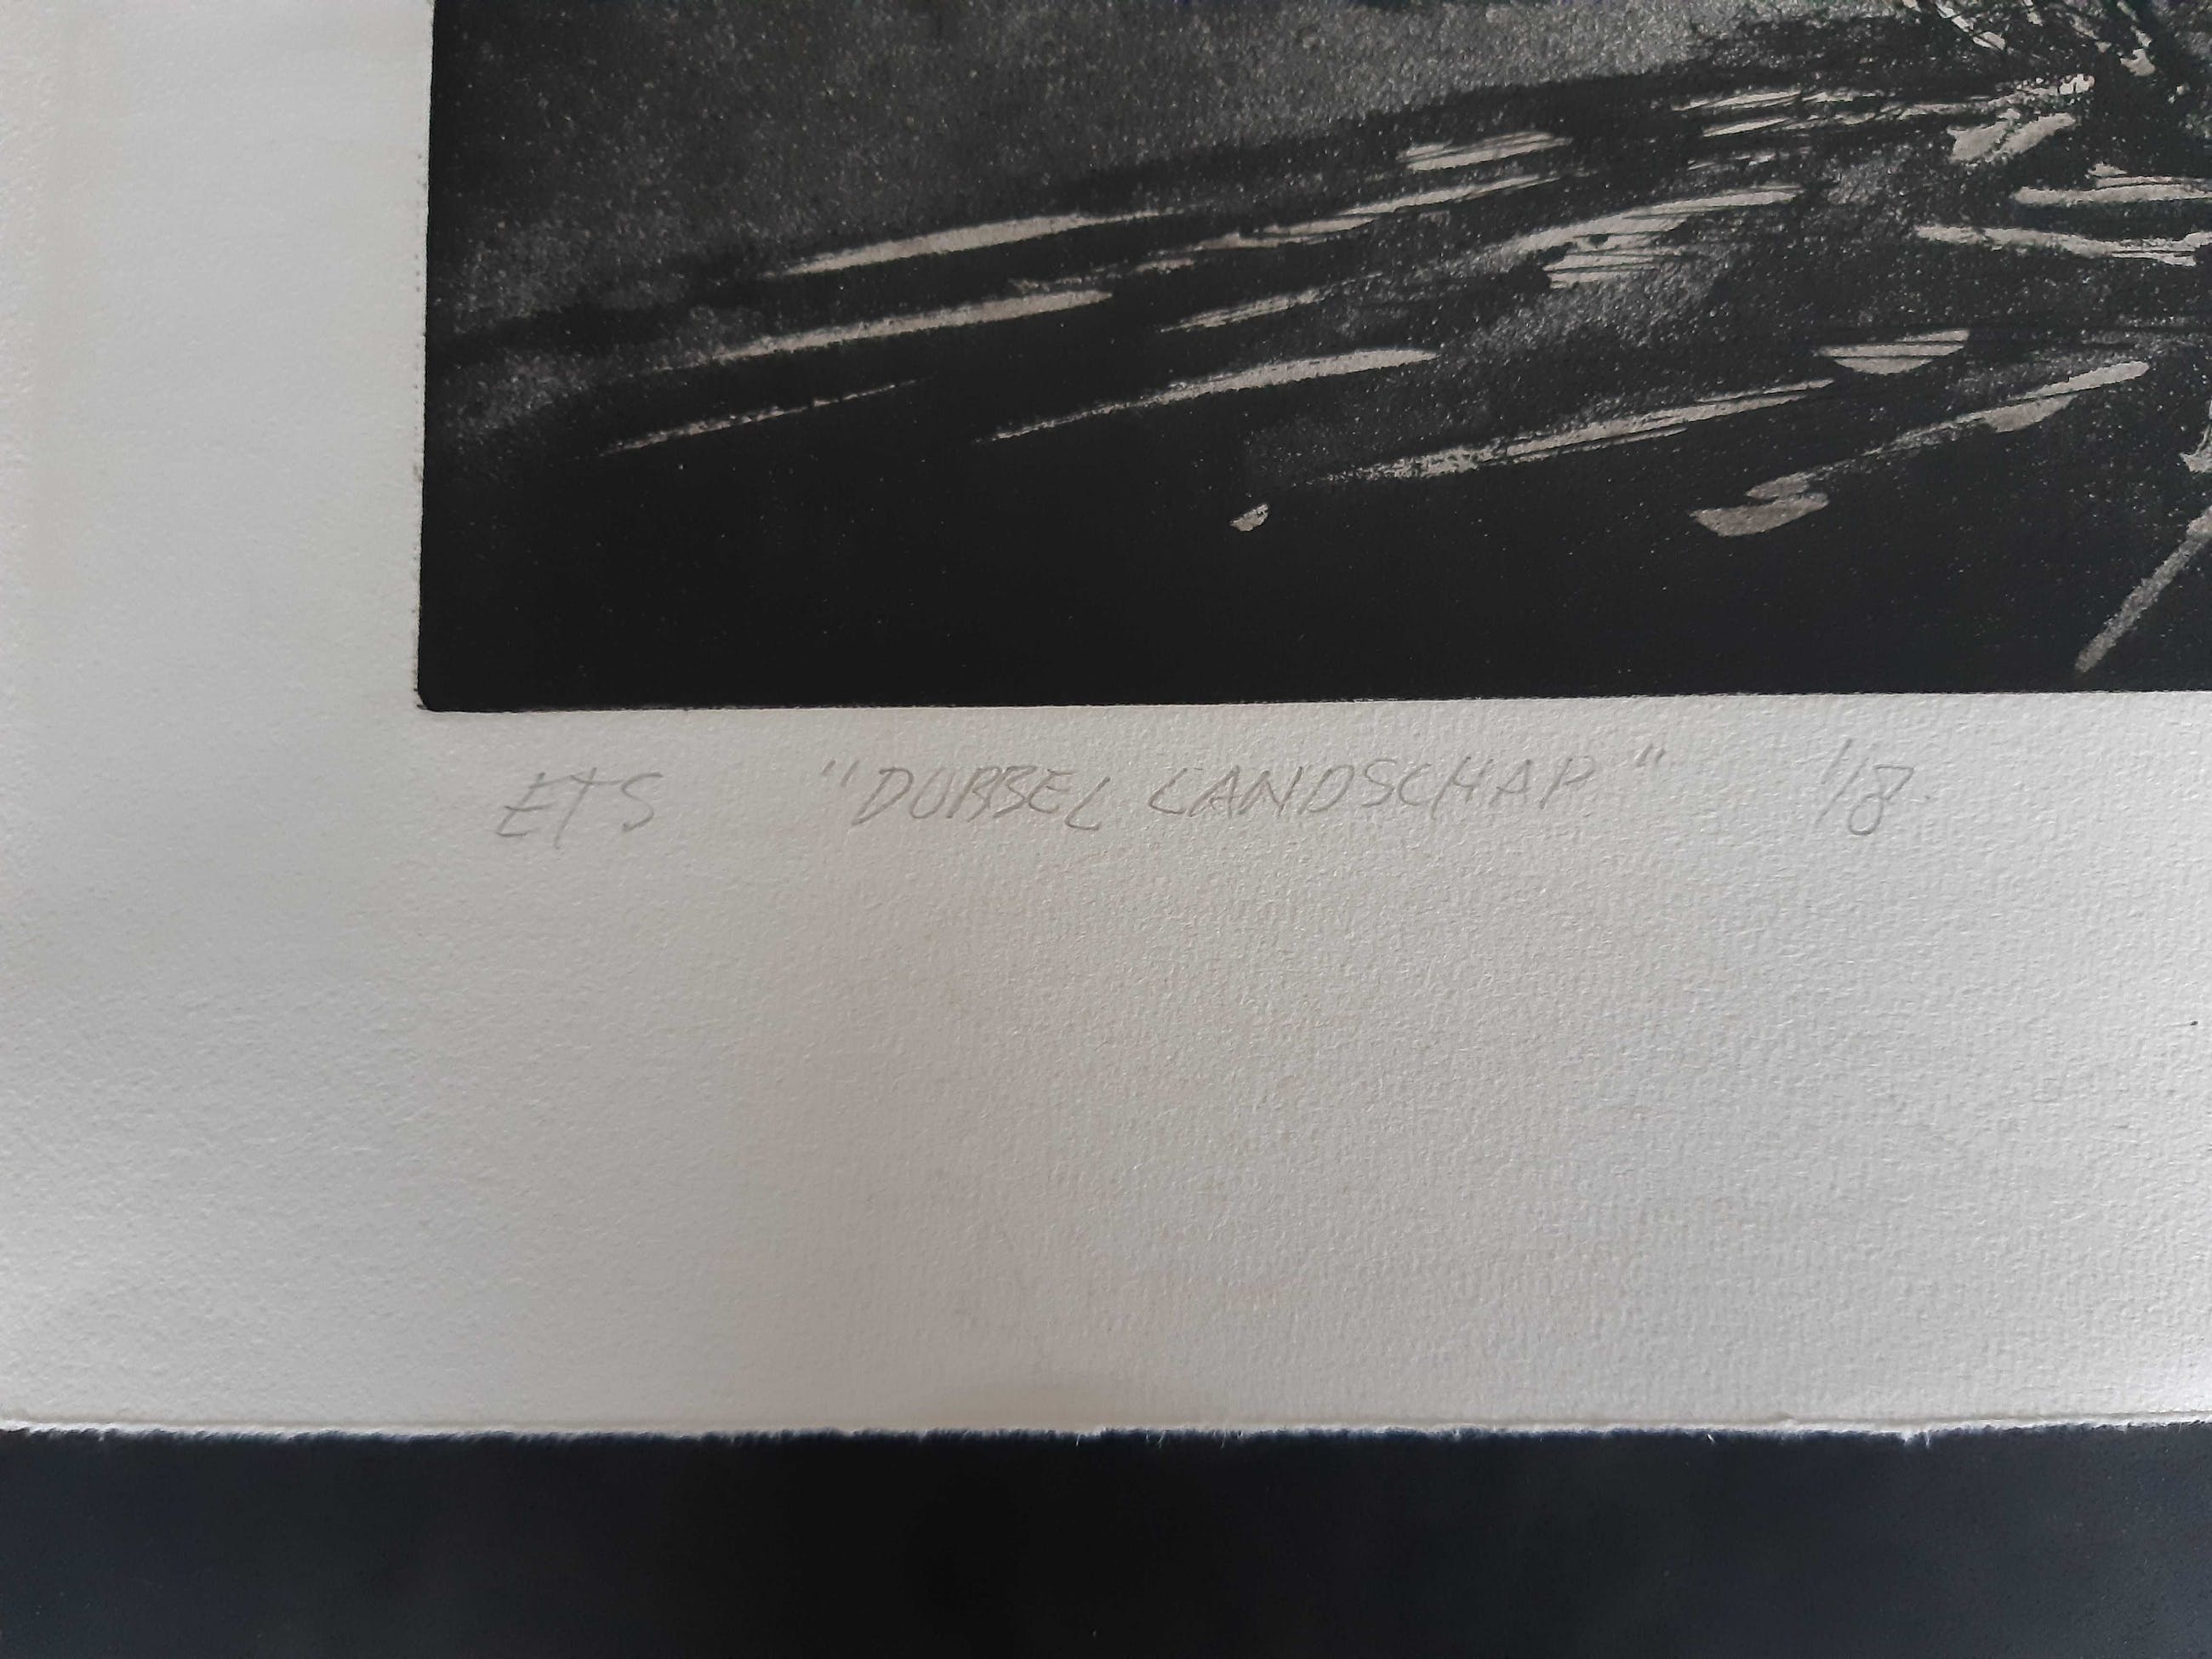 ETS "DUBBEL LANDSCHAP" 1/8